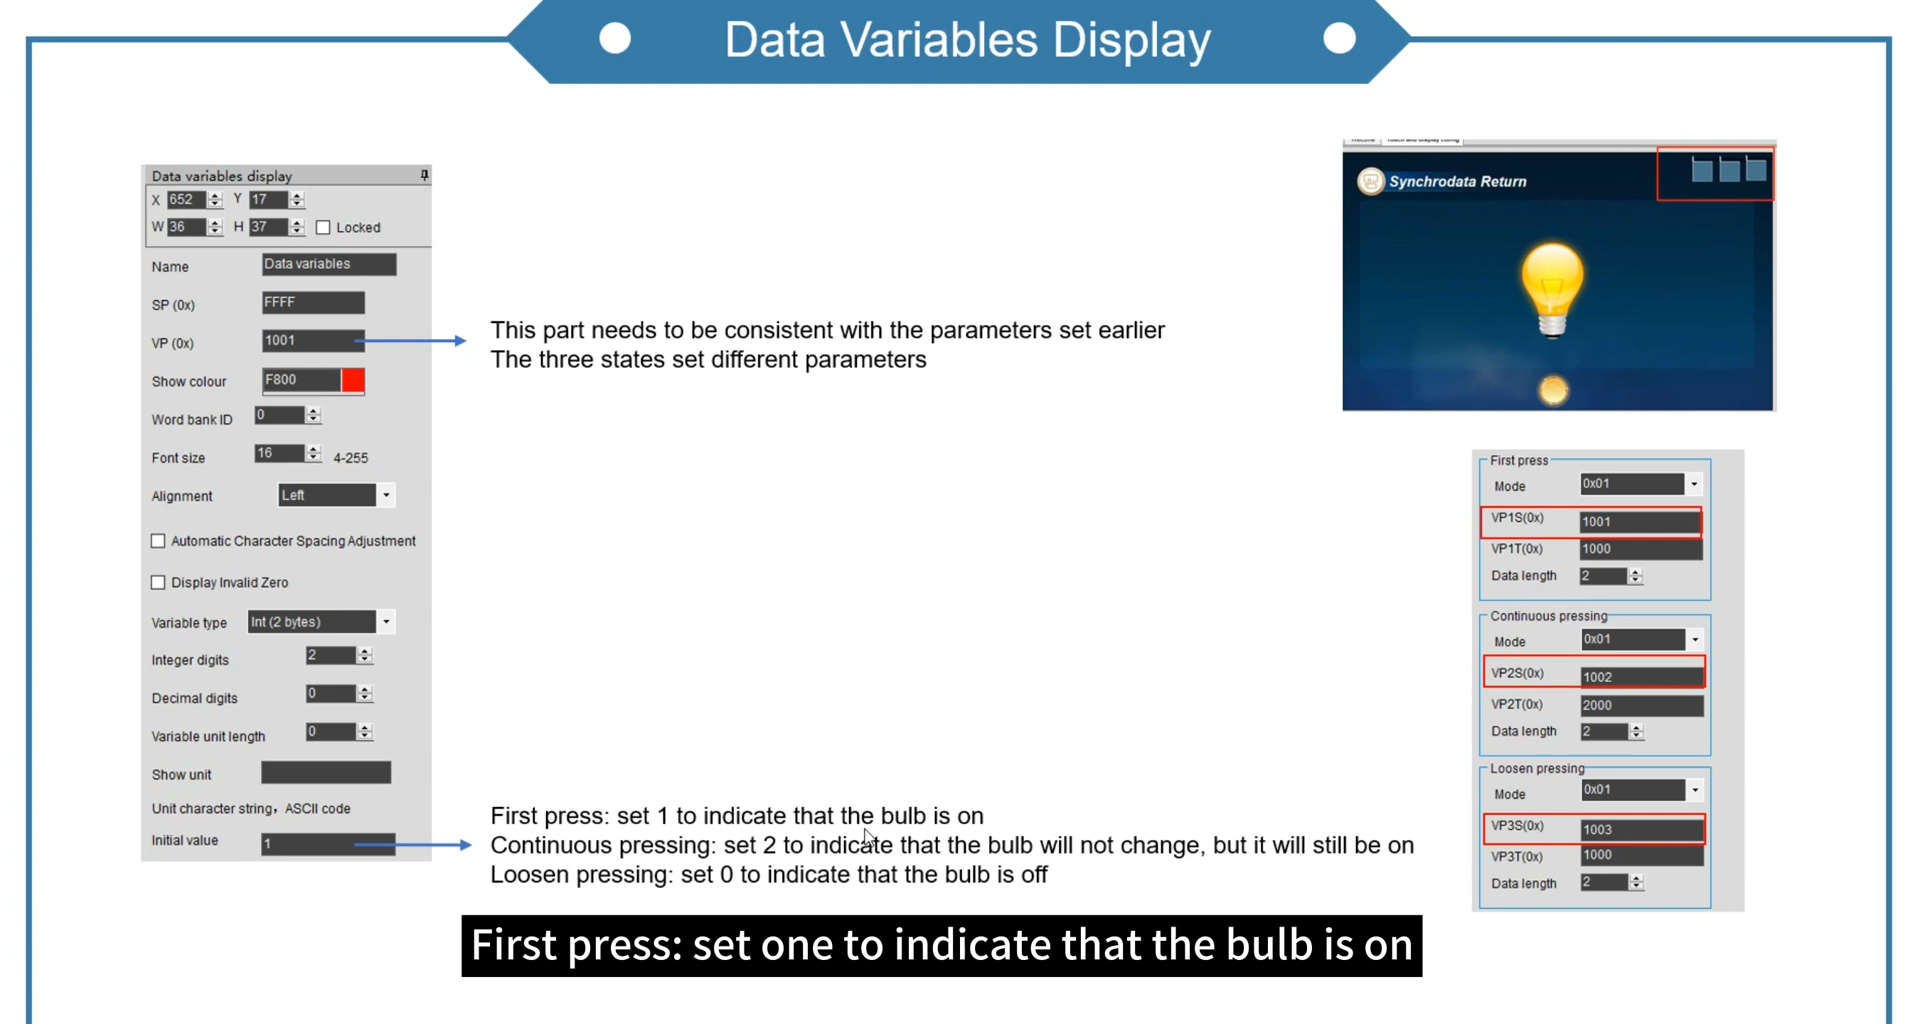 Data Variables Display
Data variables display
X 652 Y 17
W 36 H 37 Locked
Name Data variables
SP (0x) FFFF
VP (0x) 1001
Show colour F800
Word bank ID 0
Font size 16 4-255
Alignment Left
Automatic Character Spacing Adjustment
Display Invalid Zero
Variable type Int (2 bytes)
Integer digits 2
Decimal digits 0
Variable unit length 0
Show unit
Unit character string，ASCII code
Initial value 1
This part needs to be consistent with the parameters set earlier
The three states set different parameters
First press: set 1 to indicate that the bulb is on
Continuous pressing: set 2 to indicate that the bulb will not change, but it will still be on
Loosen pressing: set 0 to indicate that the bulb is off
Synchrodata Return
First press
Mode 0x01
VP1S(0x) 1001
VP1T(0x) 1000
Data length 2
Continuous pressing
Mode 0x01
VP2S(0x) 1002
VP2T(0x) 2000
Data length 2
Loosen pressing
Mode 0x01
VP3S(0x) 1003
VP3T(0x) 1000
Data length 2
First press: set one to indicate that the bulb is on